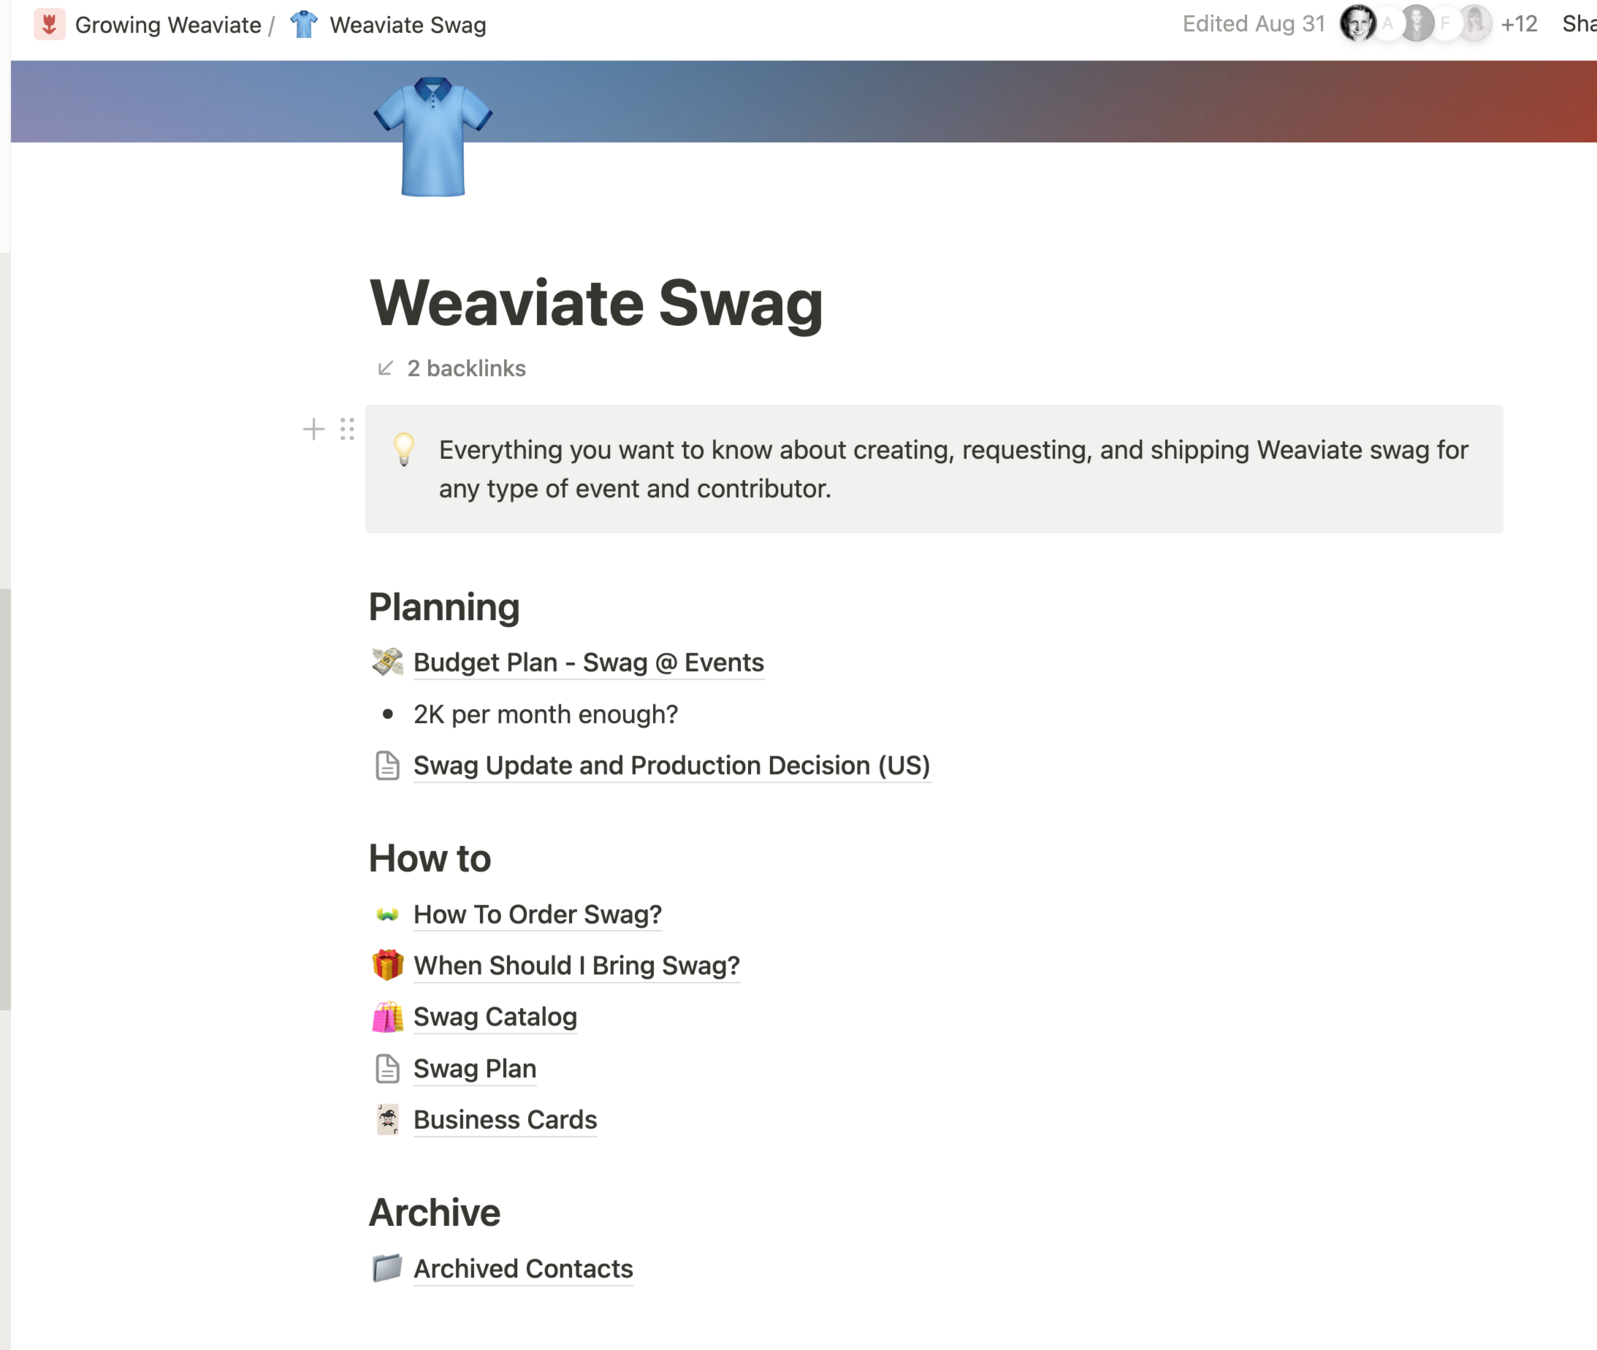 Growing Weaviate / Weaviate Swag
Edited Aug 31 A F +12 Sha
Weaviate Swag
2 backlinks
Everything you want to know about creating, requesting, and shipping Weaviate swag for
any type of event and contributor.
Planning
Budget Plan - Swag @ Events
• 2K per month enough?
Swag Update and Production Decision (US)
How to
How To Order Swag?
When Should I Bring Swag?
Swag Catalog
Swag Plan
Business Cards
Archive
Archived Contacts